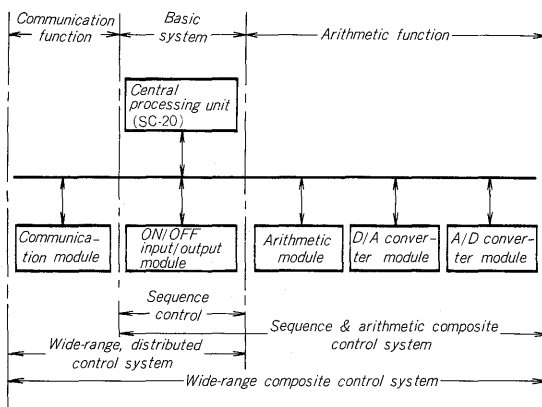 Communication
function
Basic
system
Arithmetic function
Central
processing unit
(SC-20)
Communica-
tion module
ON/OFF
input/output
module
Arithmetic
module
D/A conver-
ter module
A/D conver-
ter module
Sequence
control
Sequence & arithmetic composite
control system
Wide-range, distributed
control system
Wide-range composite control system